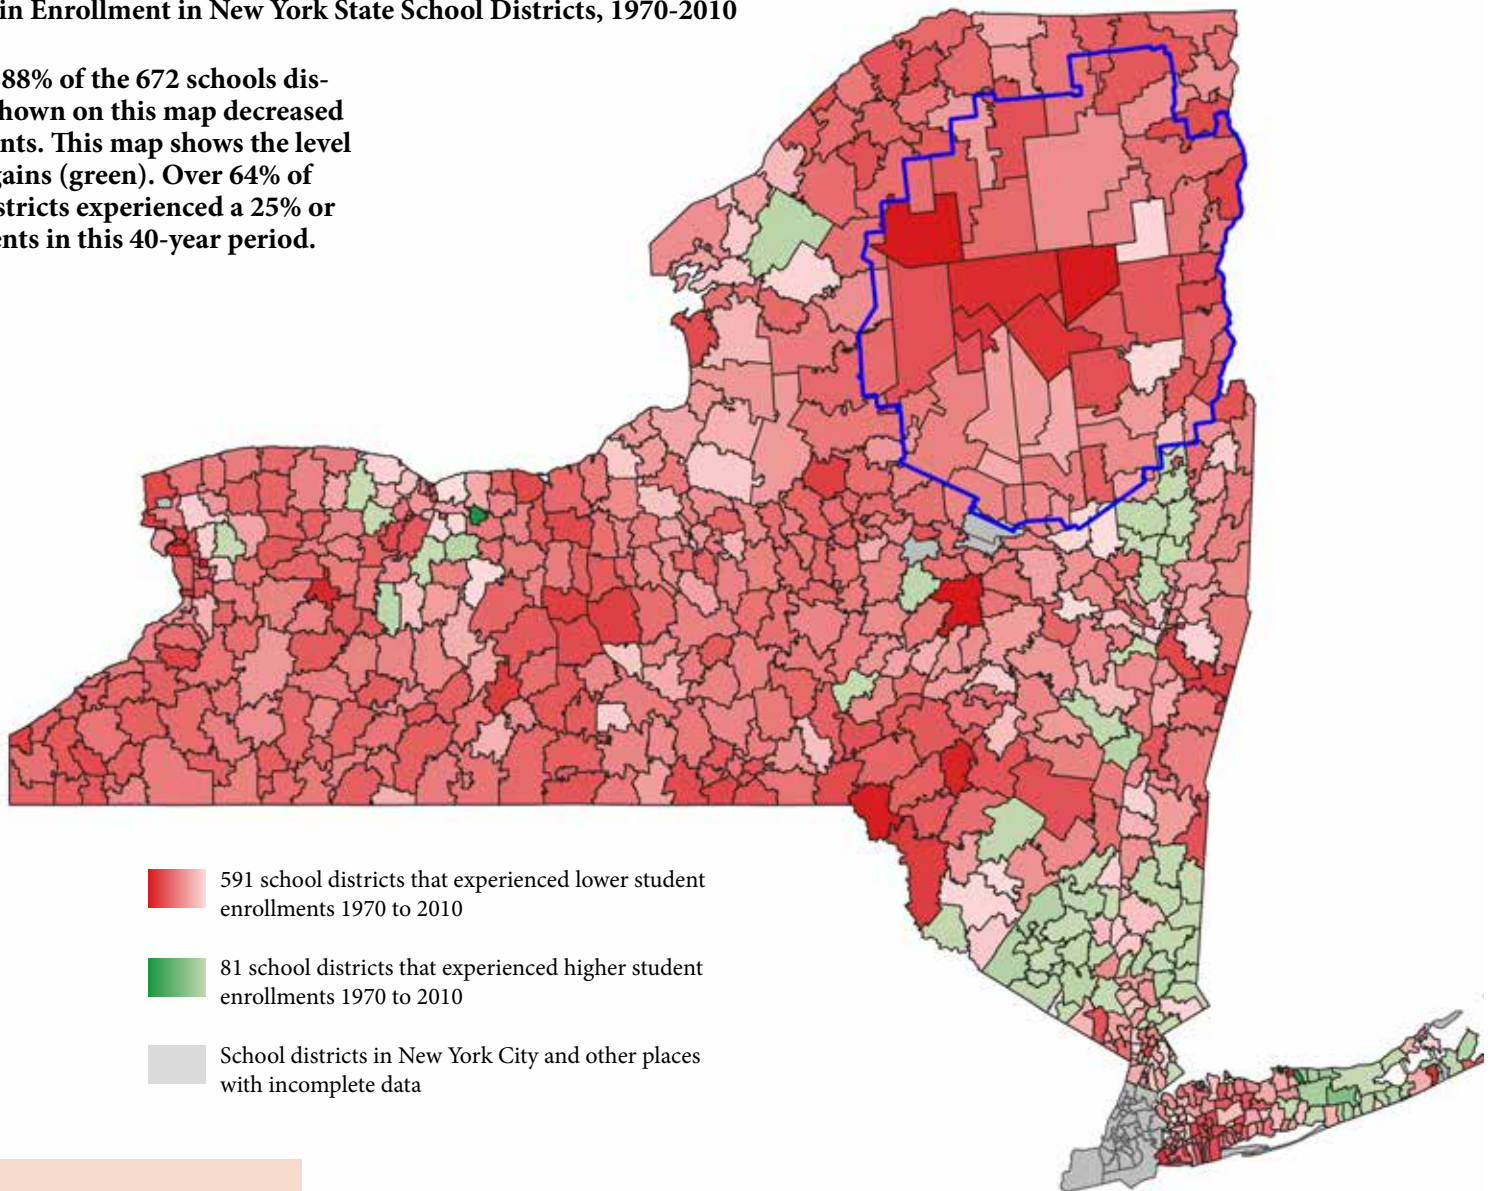 in Enrollment in New York State School Districts, 1970-2010
88% of the 672 schools dis-
hown on this map decreased
nts. This map shows the level
gains (green). Over 64% of
stricts experienced a 25% or
ents in this 40-year period.
591 school districts that experienced lower student
enrollments 1970 to 2010
81 school districts that experienced higher student
enrollments 1970 to 2010
School districts in New York City and other places
with incomplete data